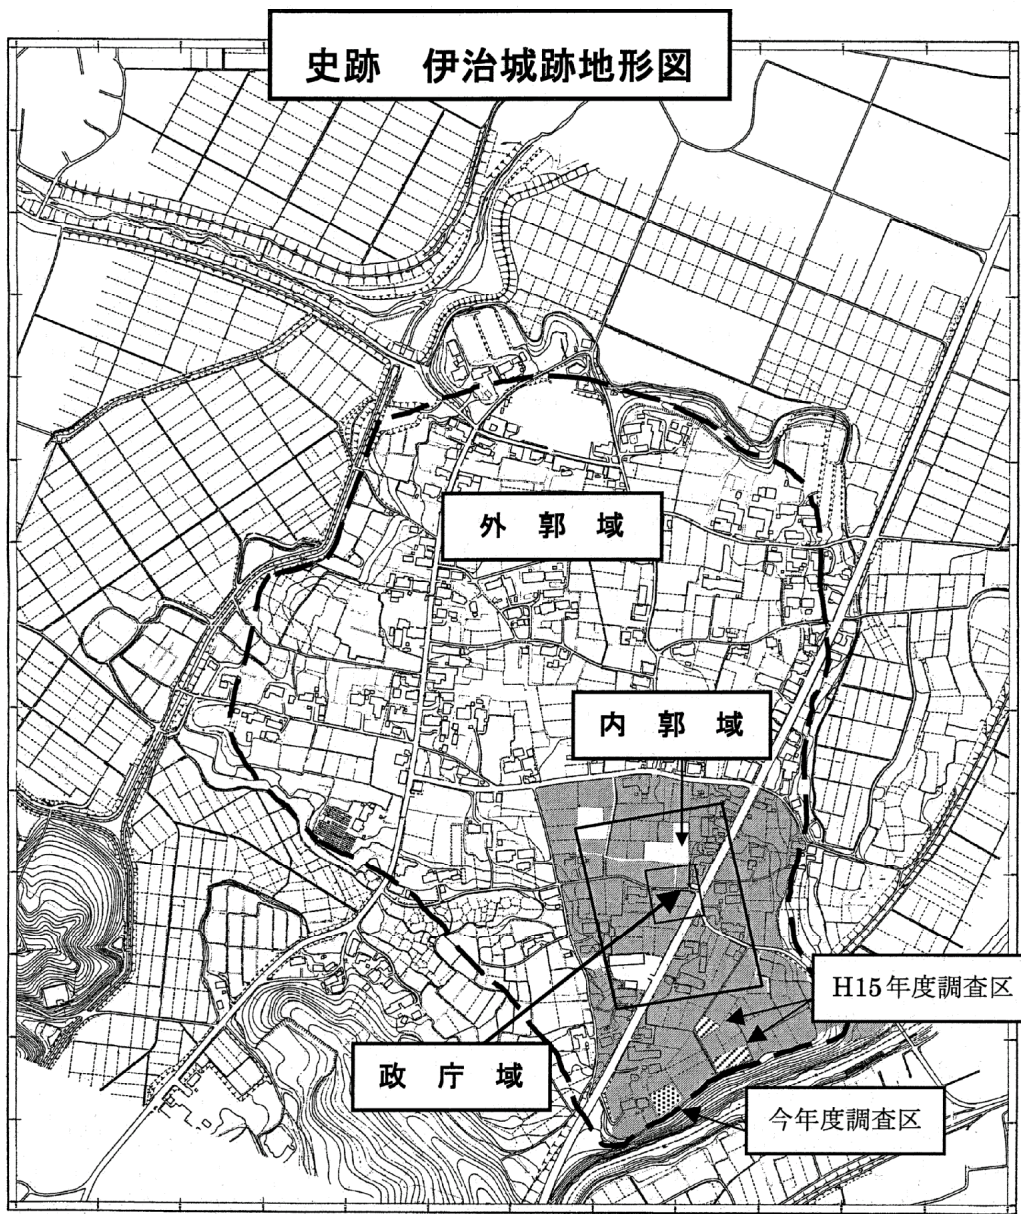 史跡　伊治城跡地形図
外　郭　域
内　郭　域
H15年度調査区
政　庁　域
今年度調査区